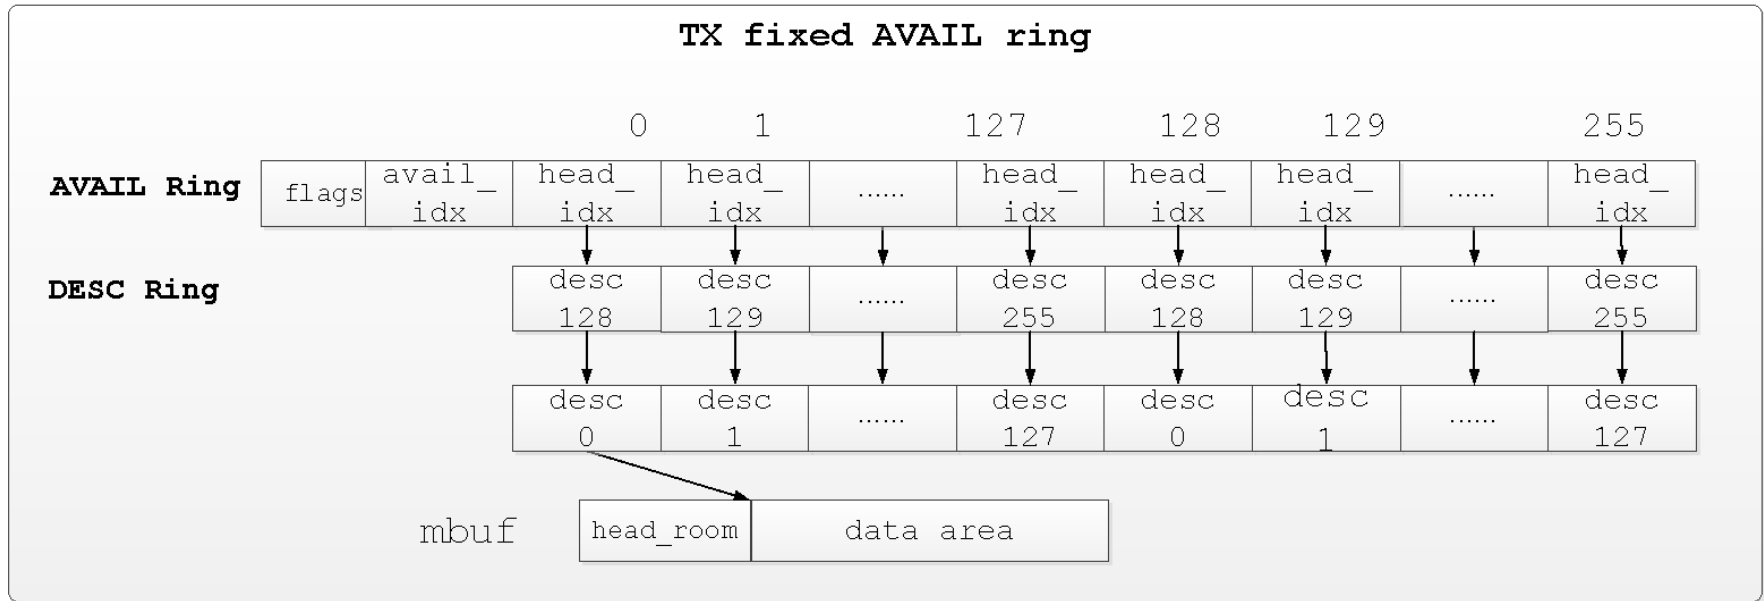 TX fixed AVAIL ring
0 1 127 128 129 255
AVAIL Ring flags avail_ head_ head_ ...... head_ head_ head_ ...... head_
idx idx idx idx idx idx idx
DESC Ring desc desc ...... desc desc desc ...... desc
128 129 255 128 129 255
desc desc ...... desc desc desc ...... desc
0 1 127 0 1 127
mbuf head_room data area